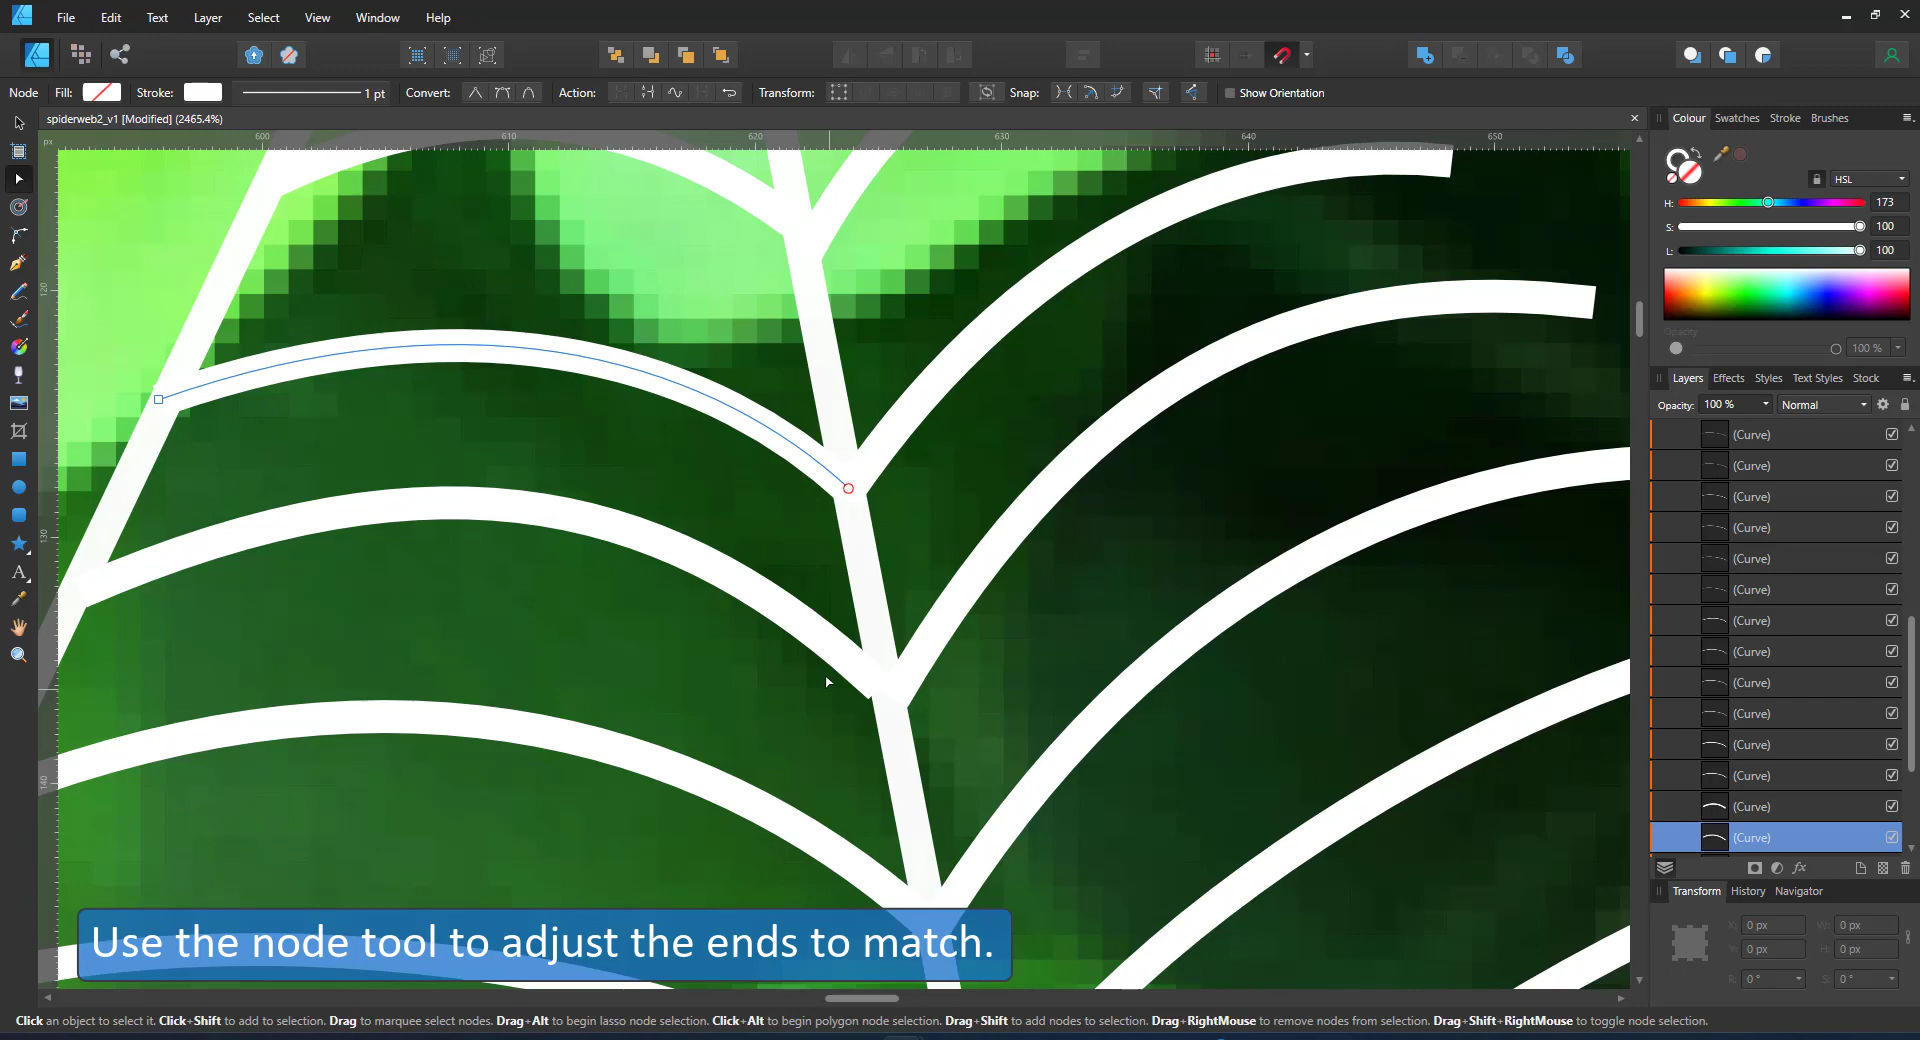 File Edit Text Layer Select View Window Help
Node Fill: Stroke: 1 pt Convert: Action: Transform: Snap: Show Orientation
spiderweb2_v1 [Modified] (2465.4%)
Colour Swatches Stroke Brushes
px 600 610 620 630 640 650
120
130
140
HSL
H: 173
S: 100
L: 100
Opacity:
100 %
Layers Effects Styles Text Styles Stock
Opacity: 100 % Normal
(Curve)
(Curve)
(Curve)
(Curve)
(Curve)
(Curve)
(Curve)
(Curve)
(Curve)
(Curve)
(Curve)
(Curve)
(Curve)
(Curve)
fx
Transform History Navigator
X: 0 px W: 0 px
Y: 0 px H: 0 px
R: 0 ° S: 0 °
Use the node tool to adjust the ends to match.
Click an object to select it. Click+Shift to add to selection. Drag to marquee select nodes. Drag+Alt to begin lasso node selection. Click+Alt to begin polygon node selection. Drag+Shift to add nodes to selection. Drag+RightMouse to remove nodes from selection. Drag+Shift+RightMouse to toggle node selection.